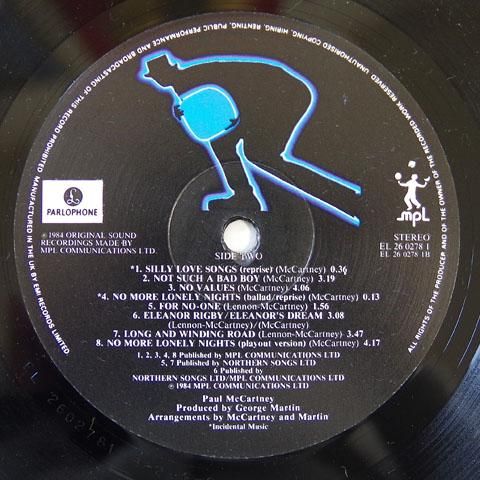 UNAUTHORISED COPYING, HIRING, RENTING, PUBLIC PERFORMANCE AND BROADCASTING OF THIS RECORD PROHIBITED MANUFACTURED IN THE UK BY EMI RECORDS LIMITED
ALL RIGHTS OF THE PRODUCER AND OF THE OWNER OF THE RECORDED WORK RESERVED
L
PARLOPHONE
mpl
℗ 1984 ORIGINAL SOUND
RECORDINGS MADE BY
MPL COMMUNICATIONS LTD.
STEREO
EL 26 0278 1
EL 26 0278 1B
SIDE TWO
*1. SILLY LOVE SONGS (reprise) (McCartney) 0.36
2. NOT SUCH A BAD BOY (McCartney) 3.19
3. NO VALUES (McCartney) 4.06
*4. NO MORE LONELY NIGHTS (ballad/reprise) (McCartney) 0.13
5. FOR NO-ONE (Lennon-McCartney) 1.56
6. ELEANOR RIGBY/ELEANOR'S DREAM 3.08
(Lennon-McCartney)/(McCartney)
7. LONG AND WINDING ROAD (Lennon-McCartney) 3.47
8. NO MORE LONELY NIGHTS (playout version) (McCartney) 4.17
1, 2, 3, 4, 8 Published by MPL COMMUNICATIONS LTD
5, 7 Published by NORTHERN SONGS LTD
6 Published by
NORTHERN SONGS LTD/MPL COMMUNICATIONS LTD
℗ 1984 MPL COMMUNICATIONS LTD
Paul McCartney
Produced by George Martin
Arrangements by McCartney and Martin
*Incidental Music